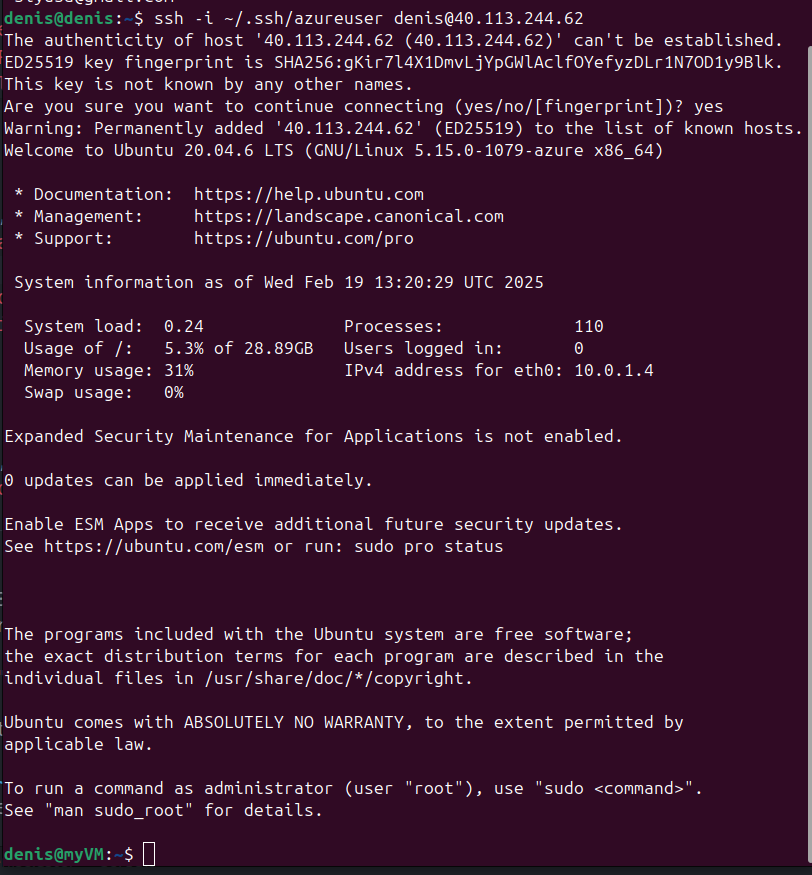 denis@denis:~$ ssh -i ~/.ssh/azureuser denis@40.113.244.62
The authenticity of host '40.113.244.62 (40.113.244.62)' can't be established.
ED25519 key fingerprint is SHA256:gKir7l4X1DmvLjYpGWlAclfOYefyzDLr1N7OD1y9Blk.
This key is not known by any other names.
Are you sure you want to continue connecting (yes/no/[fingerprint])? yes
Warning: Permanently added '40.113.244.62' (ED25519) to the list of known hosts.
Welcome to Ubuntu 20.04.6 LTS (GNU/Linux 5.15.0-1079-azure x86_64)

 * Documentation:  https://help.ubuntu.com
 * Management:     https://landscape.canonical.com
 * Support:        https://ubuntu.com/pro

 System information as of Wed Feb 19 13:20:29 UTC 2025

  System load:  0.24              Processes:             110
  Usage of /:   5.3% of 28.89GB   Users logged in:       0
  Memory usage: 31%               IPv4 address for eth0: 10.0.1.4
  Swap usage:   0%

Expanded Security Maintenance for Applications is not enabled.

0 updates can be applied immediately.

Enable ESM Apps to receive additional future security updates.
See https://ubuntu.com/esm or run: sudo pro status

The programs included with the Ubuntu system are free software;
the exact distribution terms for each program are described in the
individual files in /usr/share/doc/*/copyright.

Ubuntu comes with ABSOLUTELY NO WARRANTY, to the extent permitted by
applicable law.

To run a command as administrator (user "root"), use "sudo <command>".
See "man sudo_root" for details.

denis@myVM:~$